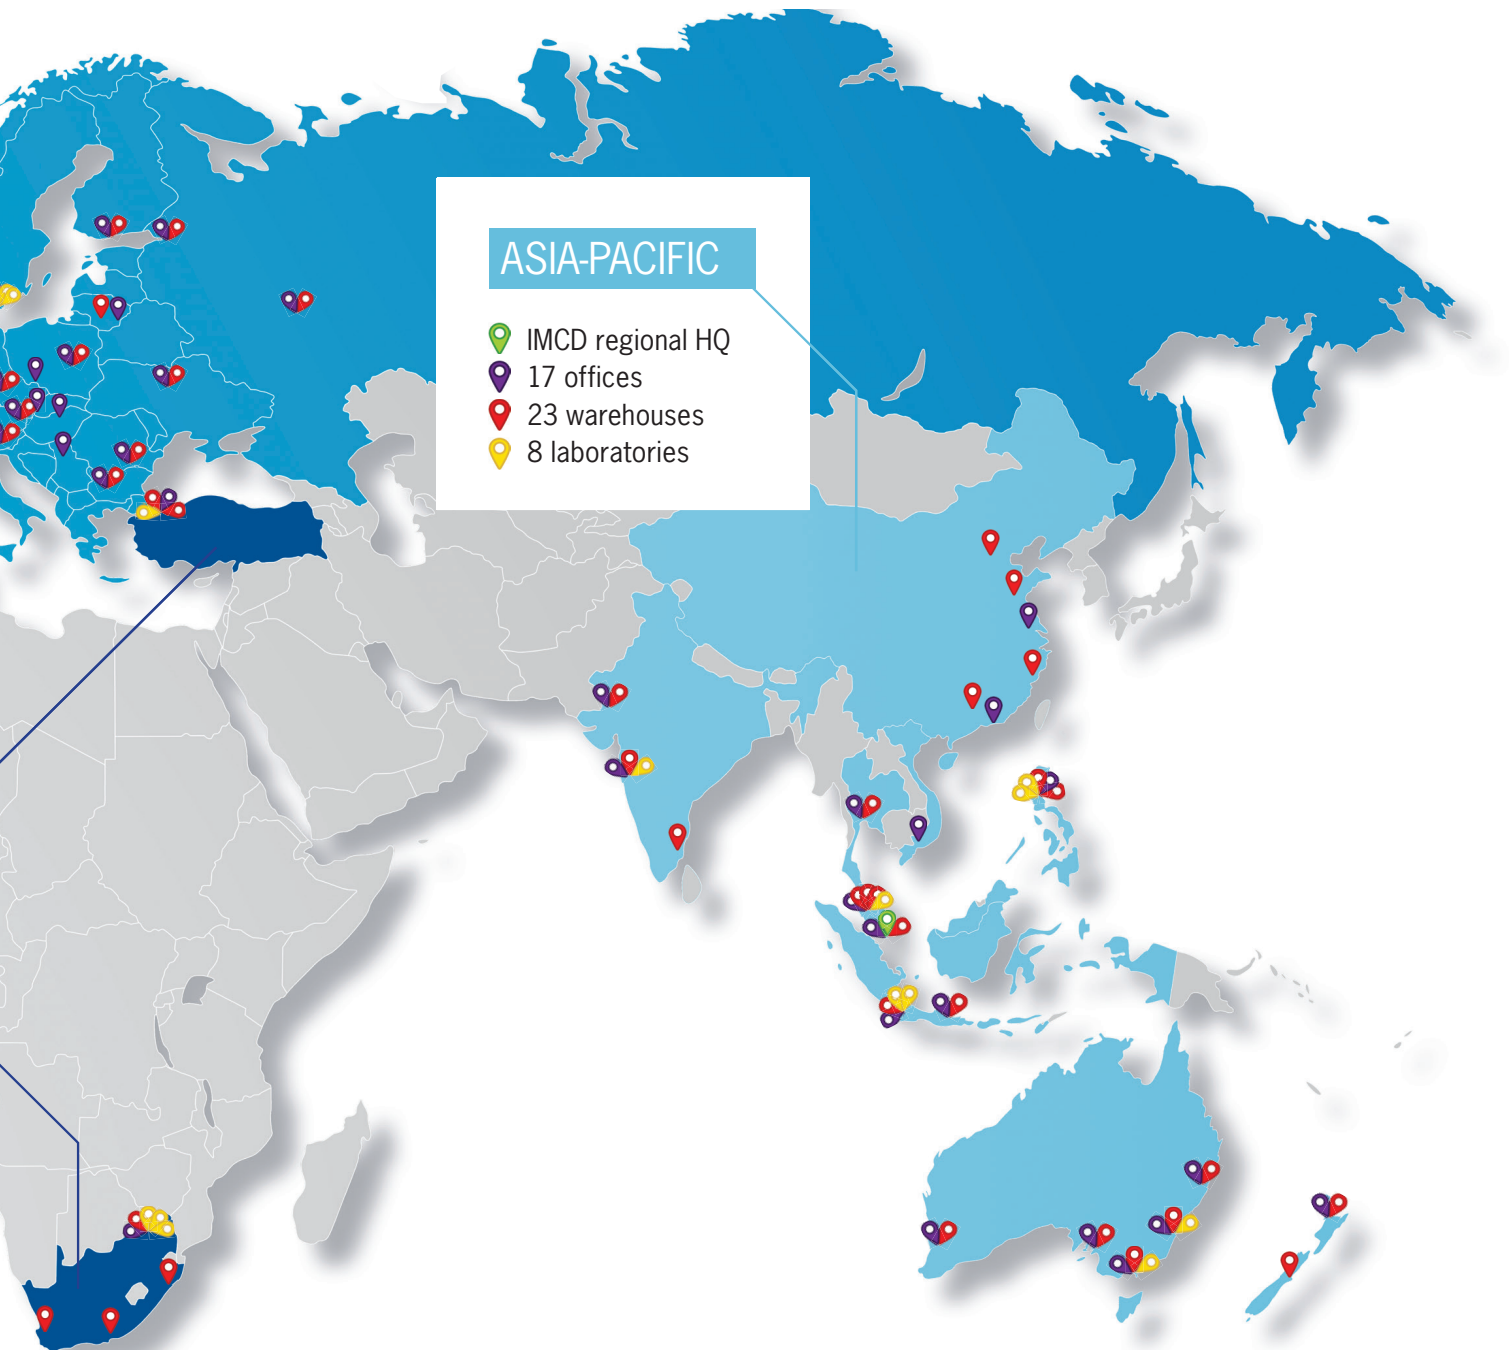 ASIA-PACIFIC
IMCD regional HQ
17 offices
23 warehouses
8 laboratories